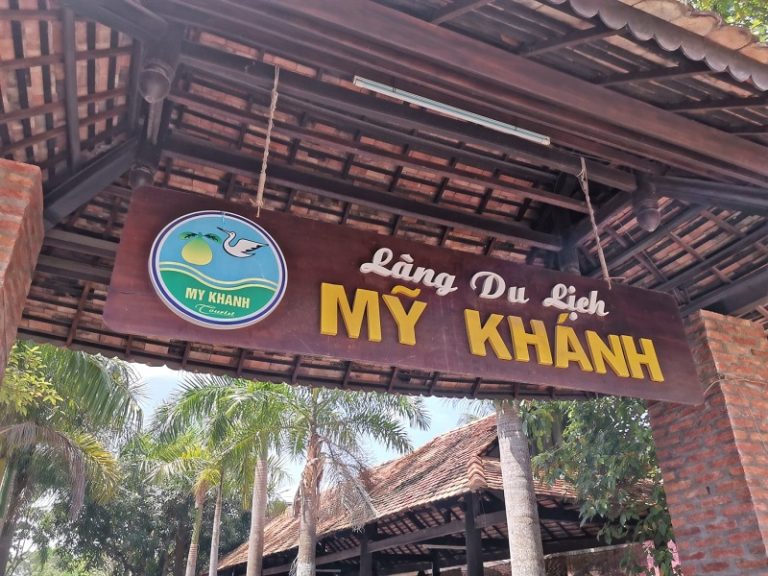 MY KHANH
Tourist
Làng Du Lịch
MỸ KHÁNH